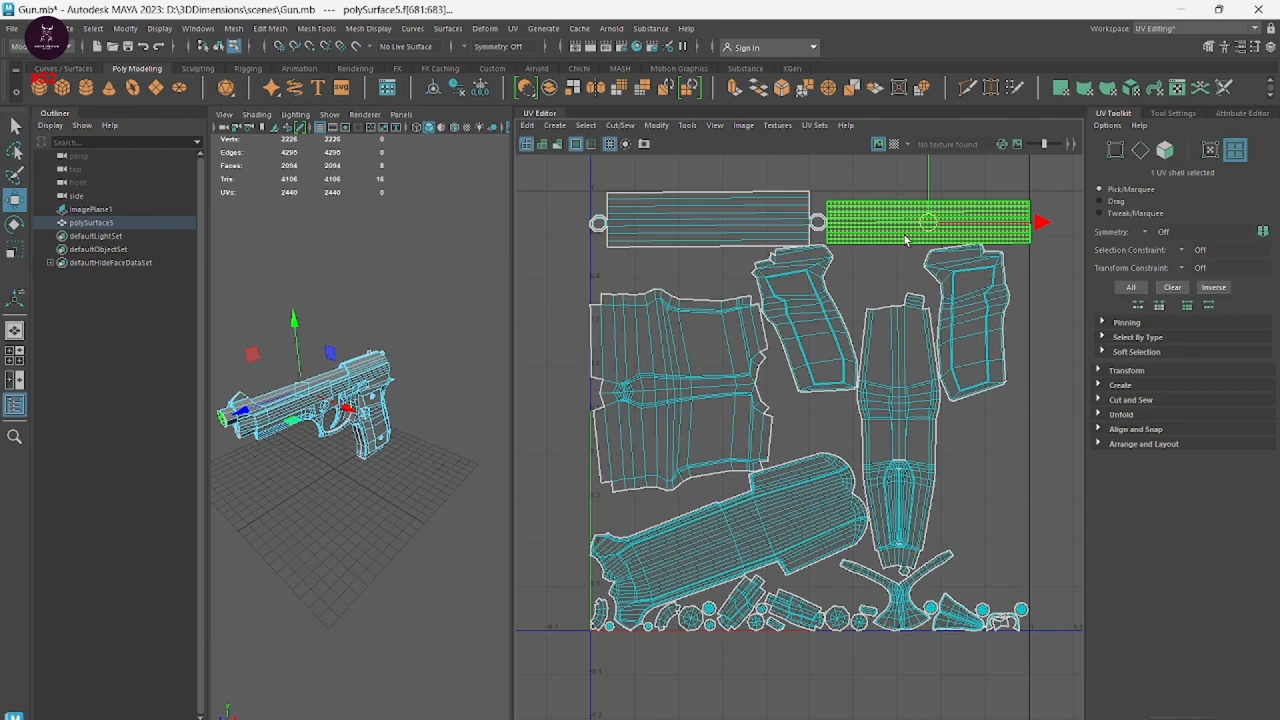 Gun.mb* - Autodesk MAYA 2023: D:\3DDimensions\scenes\Gun.mb* --- polySurface5.f[681:683]...
File Select Modify Display Windows Mesh Edit Mesh Mesh Tools Mesh Display Curves Surfaces Deform UV Generate Cache Arnold Substance Help Workspace: UV Editing*
No Live Surface Symmetry: Off Sign In
Curves / Surfaces Poly Modeling Sculpting Rigging Animation Rendering FX FX Caching Custom Arnold Chichi MASH Motion Graphics Substance XGen
SVG
Outliner UV Editor UV Toolkit Tool Settings Attribute Editor
Display Show Help View Shading Lighting Show Renderer Panels Edit Create Select Cut/Sew Modify Tools View Image Textures UV Sets Help Options Help
Search... No texture found
Verts: 2226 2226 0
Edges: 4295 4295 0
Faces: 2094 2094 8
Tris: 4106 4106 16
UVs: 2440 2440 0
persp
top
front
side
imagePlane1
polySurface5
defaultLightSet
defaultObjectSet
defaultHideFaceDataSet
1 UV shell selected
Pick/Marquee
Drag
Tweak/Marquee
Symmetry: Off
Selection Constraint: Off
Transform Constraint: Off
All Clear Inverse
Pinning
Select By Type
Soft Selection
Transform
Create
Cut and Sew
Unfold
Align and Snap
Arrange and Layout